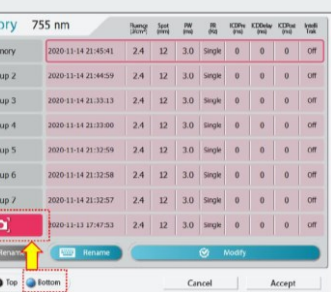 ory 755 nm
Fluence [J/cm²] Spot [mm] PW [ms] RR [Hz] ICDPre [ms] ICDDelay [ms] ICDPost [ms] Intelli Trak
mory 2020-11-14 21:45:41 2.4 12 3.0 Single 0 0 0 Off
up 2 2020-11-14 21:44:59 2.4 12 3.0 Single 0 0 0 Off
up 3 2020-11-14 21:33:13 2.4 12 3.0 Single 0 0 0 Off
up 4 2020-11-14 21:33:00 2.4 12 3.0 Single 0 0 0 Off
up 5 2020-11-14 21:32:59 2.4 12 3.0 Single 0 0 0 Off
up 6 2020-11-14 21:32:58 2.4 12 3.0 Single 0 0 0 Off
up 7 2020-11-14 21:32:57 2.4 12 3.0 Single 0 0 0 Off
2020-11-13 17:47:53 2.4 12 3.0 Single 0 0 0 Off
Rename Modify
Top Bottom Cancel Accept